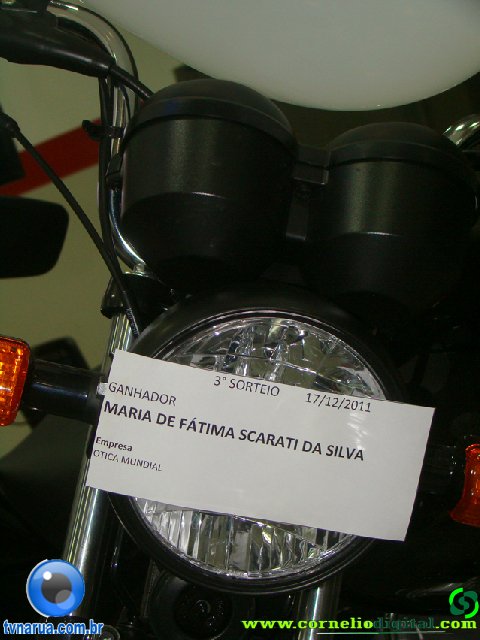 3° SORTEIO 17/12/2011
GANHADOR
MARIA DE FÁTIMA SCARATI DA SILVA
Empresa
OTICA MUNDIAL
tvnarua.com.br
www.corneliodigital.com